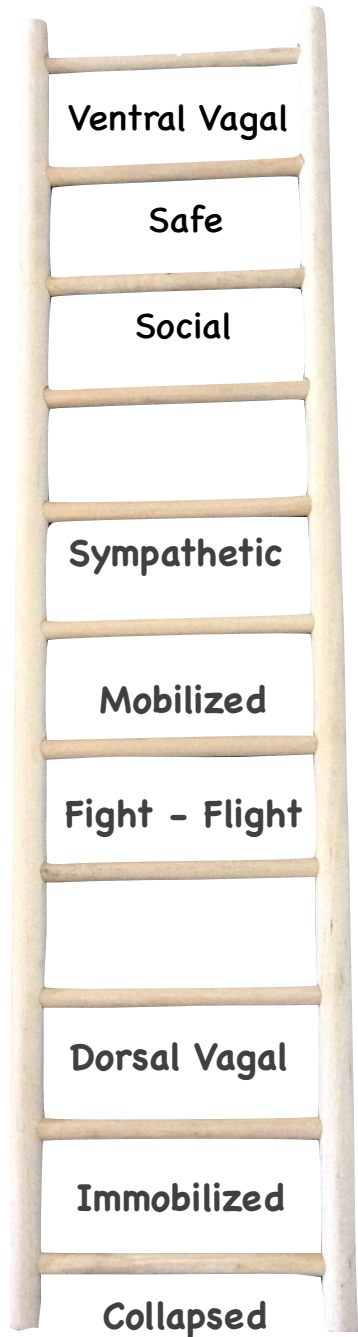 Ventral Vagal
Safe
Social
Sympathetic
Mobilized
Fight - Flight
Dorsal Vagal
Immobilized
Collapsed